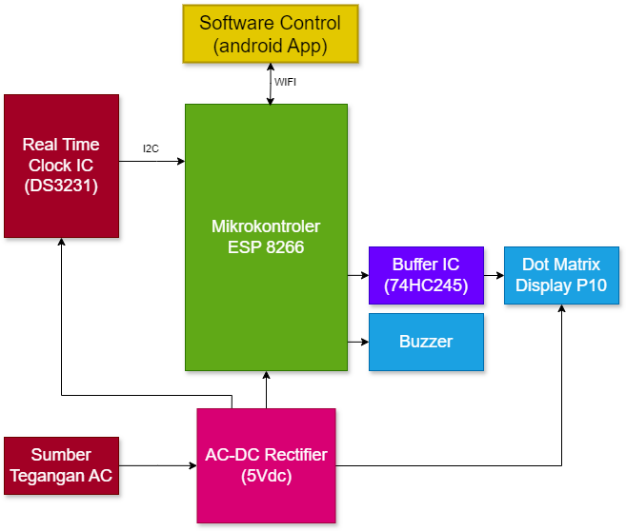 Software Control
(android App)
WIFI
Real Time
Clock IC
(DS3231)
I2C
Mikrokontroler
ESP 8266
Buffer IC
(74HC245)
Dot Matrix
Display P10
Buzzer
Sumber
Tegangan AC
AC-DC Rectifier
(5Vdc)